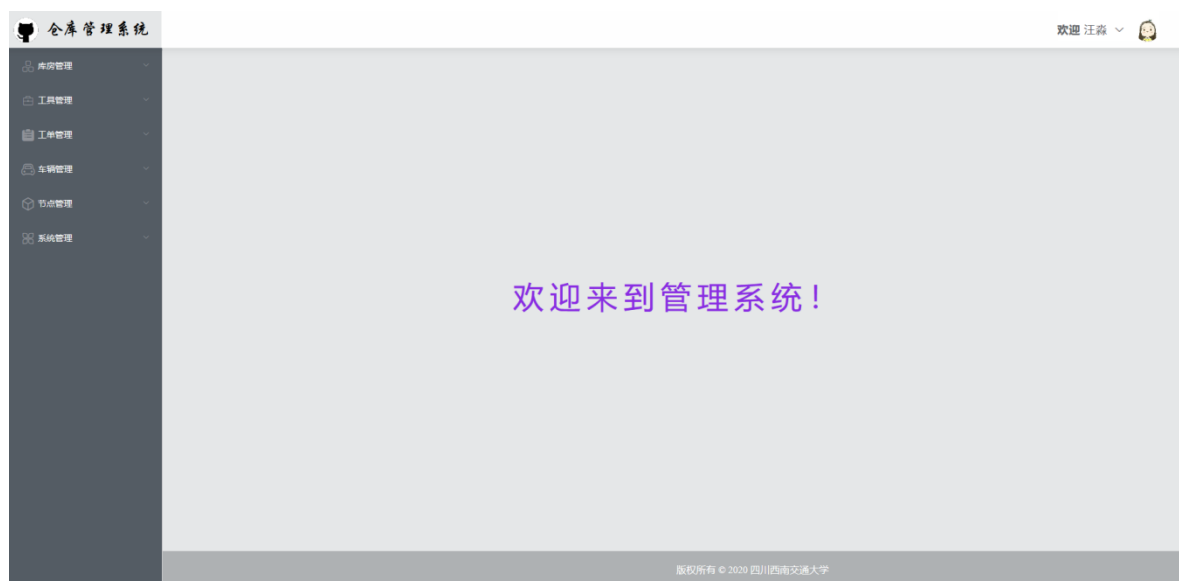 仓库管理系统
欢迎 汪淼
库房管理
工具管理
工单管理
车辆管理
节点管理
系统管理
欢迎来到管理系统！
版权所有 © 2020 四川西南交通大学